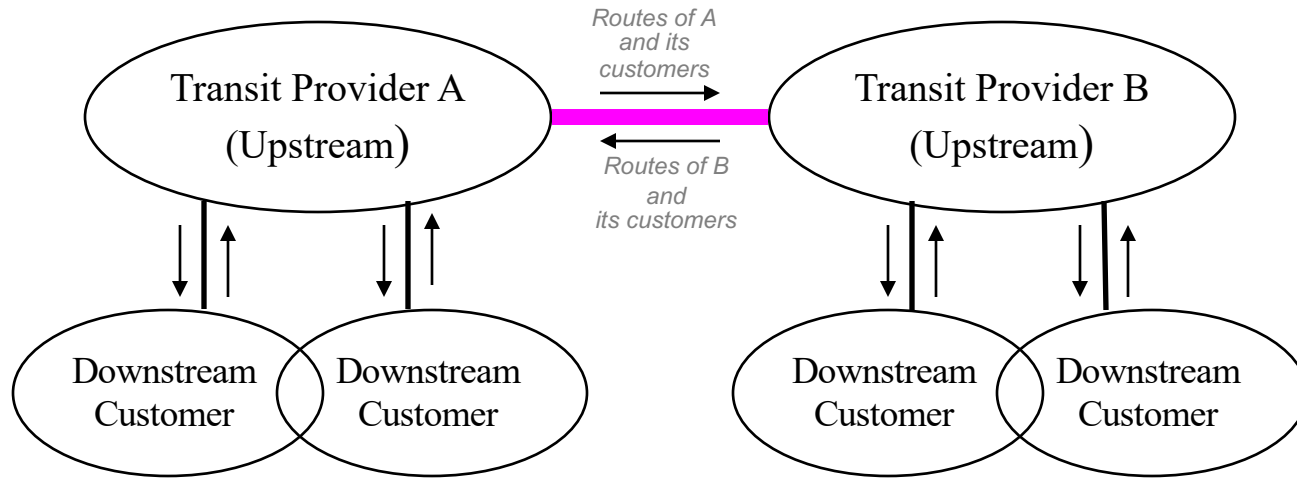 Routes of A
and its
customers
Transit Provider A
(Upstream)
Transit Provider B
(Upstream)
Routes of B
and
its customers
Downstream
Customer
Downstream
Customer
Downstream
Customer
Downstream
Customer